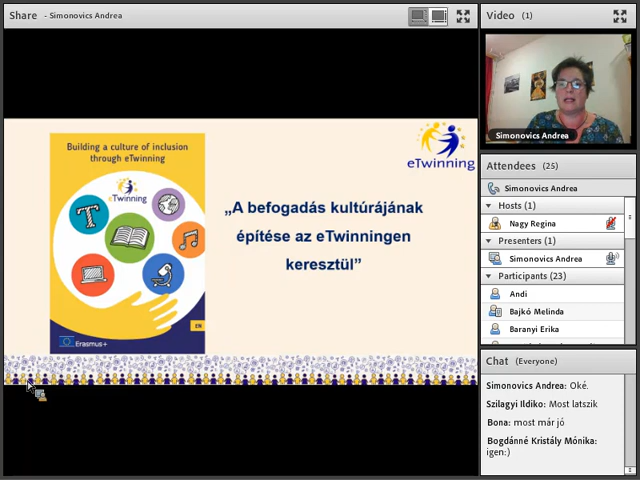 Share - Simonovics Andrea
Building a culture of inclusion
through eTwinning
eTwinning
T
EN
Erasmus+
eTwinning
„A befogadás kultúrájának
építése az eTwinningen
keresztül”
Video (1)
Simonovics Andrea
Attendees (25)
Simonovics Andrea
Hosts (1)
Nagy Regina
Presenters (1)
Simonovics Andrea
Participants (23)
Andi
Bajkó Melinda
Baranyi Erika
Chat (Everyone)
Simonovics Andrea: Oké.
Szilagyi Ildiko: Most latszik
Bona: most már jó
Bogdánné Kristály Mónika:
igen:)